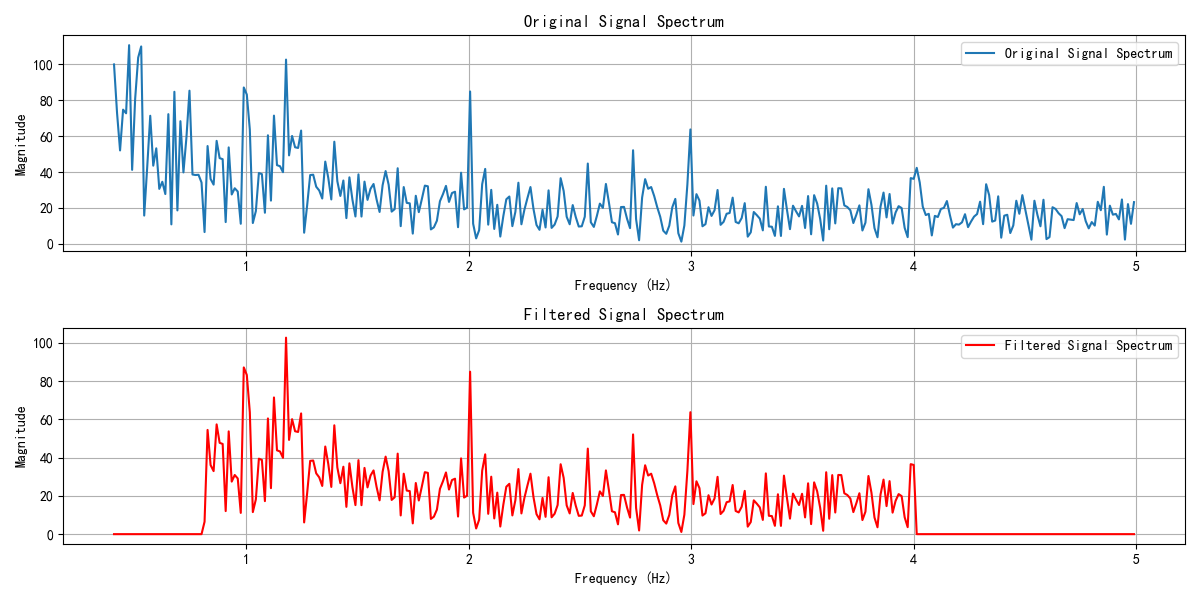 Original Signal Spectrum
Original Signal Spectrum
100
80
60
40
20
0
Magnitude
1
2
3
4
5
Frequency (Hz)
Filtered Signal Spectrum
Filtered Signal Spectrum
100
80
60
40
20
0
Magnitude
1
2
3
4
5
Frequency (Hz)